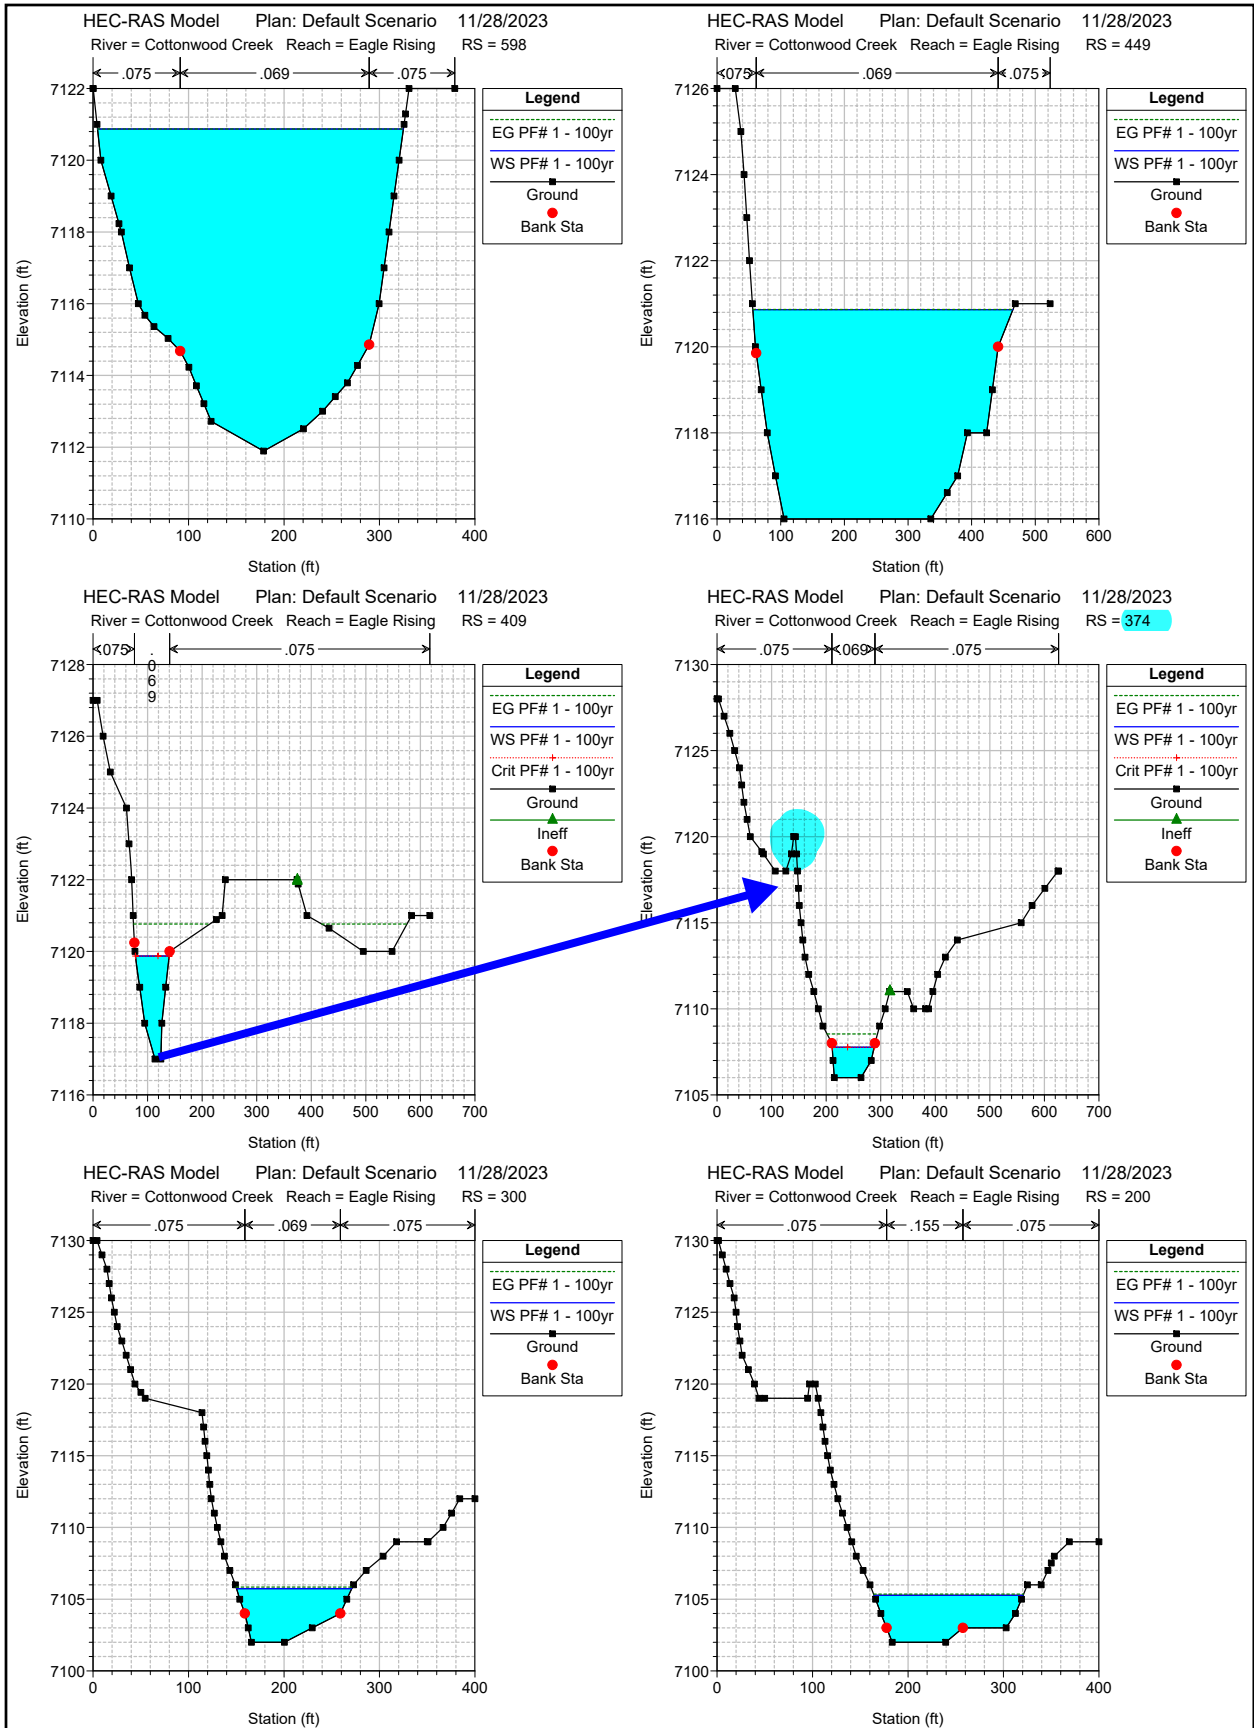 HEC-RAS Model Plan: Default Scenario 11/28/2023
River = Cottonwood Creek Reach = Eagle Rising RS = 598
.075 .069 .075
7122
7120
7118
7116
7114
7112
7110
Elevation (ft)
0 100 200 300 400
Station (ft)
Legend
EG PF# 1 - 100yr
WS PF# 1 - 100yr
Ground
Bank Sta
HEC-RAS Model Plan: Default Scenario 11/28/2023
River = Cottonwood Creek Reach = Eagle Rising RS = 449
.075 .069 .075
7126
7124
7122
7120
7118
7116
Elevation (ft)
0 100 200 300 400 500 600
Station (ft)
Legend
EG PF# 1 - 100yr
WS PF# 1 - 100yr
Ground
Bank Sta
HEC-RAS Model Plan: Default Scenario 11/28/2023
River = Cottonwood Creek Reach = Eagle Rising RS = 409
.075 .069 .075
7128
7126
7124
7122
7120
7118
7116
Elevation (ft)
0 100 200 300 400 500 600 700
Station (ft)
Legend
EG PF# 1 - 100yr
WS PF# 1 - 100yr
Crit PF# 1 - 100yr
Ground
Ineff
Bank Sta
HEC-RAS Model Plan: Default Scenario 11/28/2023
River = Cottonwood Creek Reach = Eagle Rising RS = 374
.075 .069 .075
7130
7125
7120
7115
7110
7105
Elevation (ft)
0 100 200 300 400 500 600 700
Station (ft)
Legend
EG PF# 1 - 100yr
WS PF# 1 - 100yr
Crit PF# 1 - 100yr
Ground
Ineff
Bank Sta
HEC-RAS Model Plan: Default Scenario 11/28/2023
River = Cottonwood Creek Reach = Eagle Rising RS = 300
.075 .069 .075
7130
7125
7120
7115
7110
7105
7100
Elevation (ft)
0 100 200 300 400
Station (ft)
Legend
EG PF# 1 - 100yr
WS PF# 1 - 100yr
Ground
Bank Sta
HEC-RAS Model Plan: Default Scenario 11/28/2023
River = Cottonwood Creek Reach = Eagle Rising RS = 200
.075 .155 .075
7130
7125
7120
7115
7110
7105
7100
Elevation (ft)
0 100 200 300 400
Station (ft)
Legend
EG PF# 1 - 100yr
WS PF# 1 - 100yr
Ground
Bank Sta